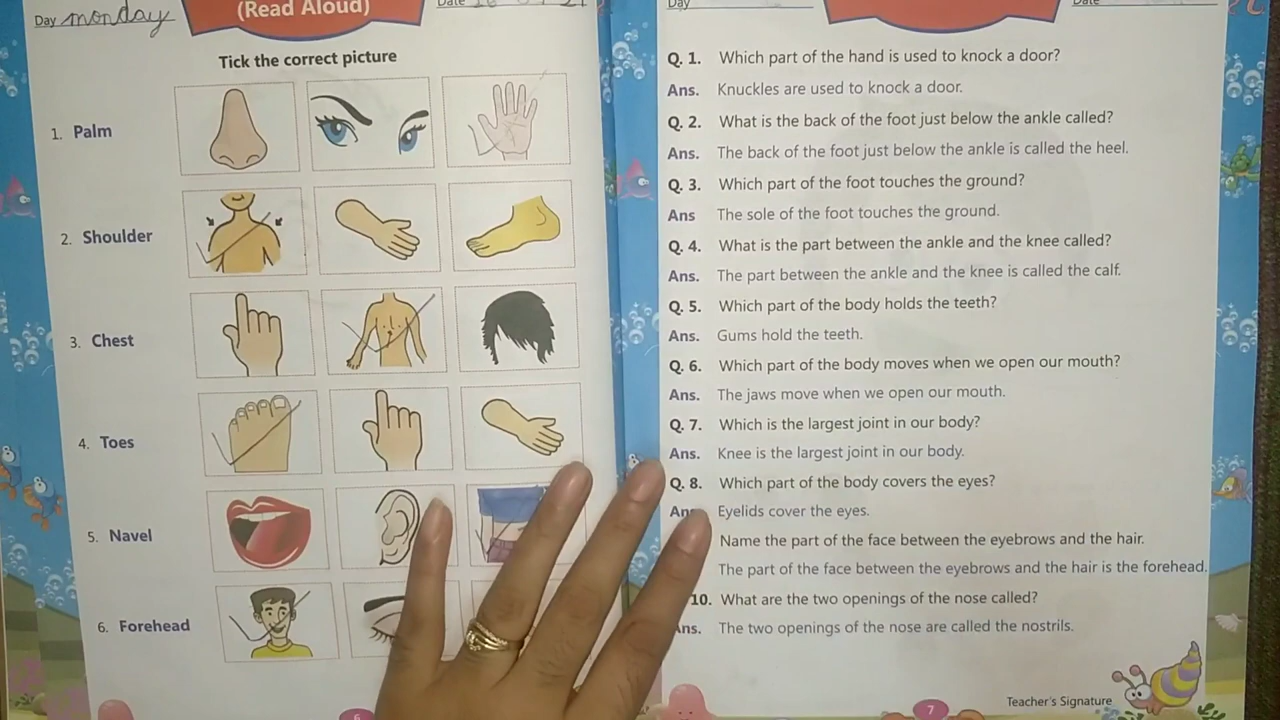 Day monday
(Read Aloud)
Date
Tick the correct picture
1. Palm
2. Shoulder
3. Chest
4. Toes
5. Navel
6. Forehead
6
Day
Date
Q. 1. Which part of the hand is used to knock a door?
Ans. Knuckles are used to knock a door.
Q. 2. What is the back of the foot just below the ankle called?
Ans. The back of the foot just below the ankle is called the heel.
Q. 3. Which part of the foot touches the ground?
Ans The sole of the foot touches the ground.
Q. 4. What is the part between the ankle and the knee called?
Ans. The part between the ankle and the knee is called the calf.
Q. 5. Which part of the body holds the teeth?
Ans. Gums hold the teeth.
Q. 6. Which part of the body moves when we open our mouth?
Ans. The jaws move when we open our mouth.
Q. 7. Which is the largest joint in our body?
Ans. Knee is the largest joint in our body.
Q. 8. Which part of the body covers the eyes?
Ans Eyelids cover the eyes.
Name the part of the face between the eyebrows and the hair.
The part of the face between the eyebrows and the hair is the forehead.
10. What are the two openings of the nose called?
Ans. The two openings of the nose are called the nostrils.
Teacher's Signature
7